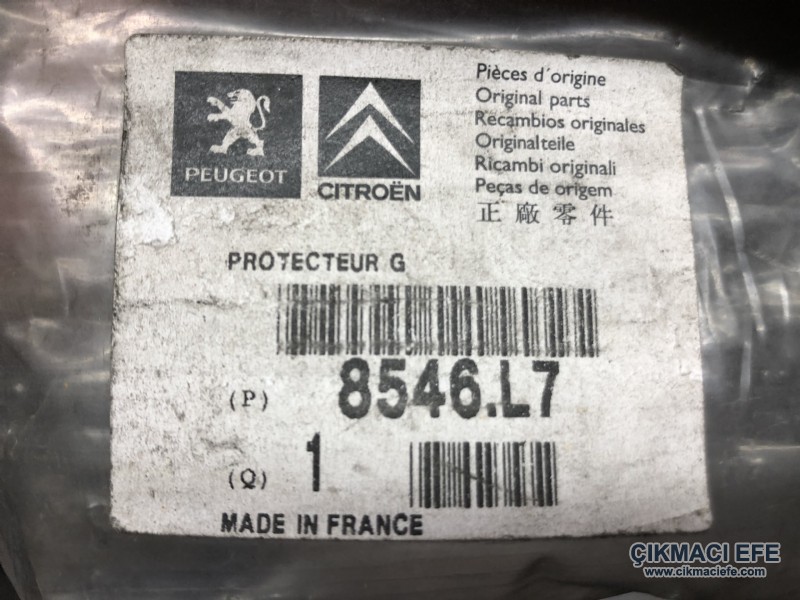 PEUGEOT
CITROËN
Pièces d'origine
Original parts
Recambios originales
Originalteile
Ricambi originali
Peças de origem
正廠零件
PROTECTEUR G
(P) 8546.L7
(Q) 1
MADE IN FRANCE
ÇIKMACI EFE
www.cikmaciefe.com